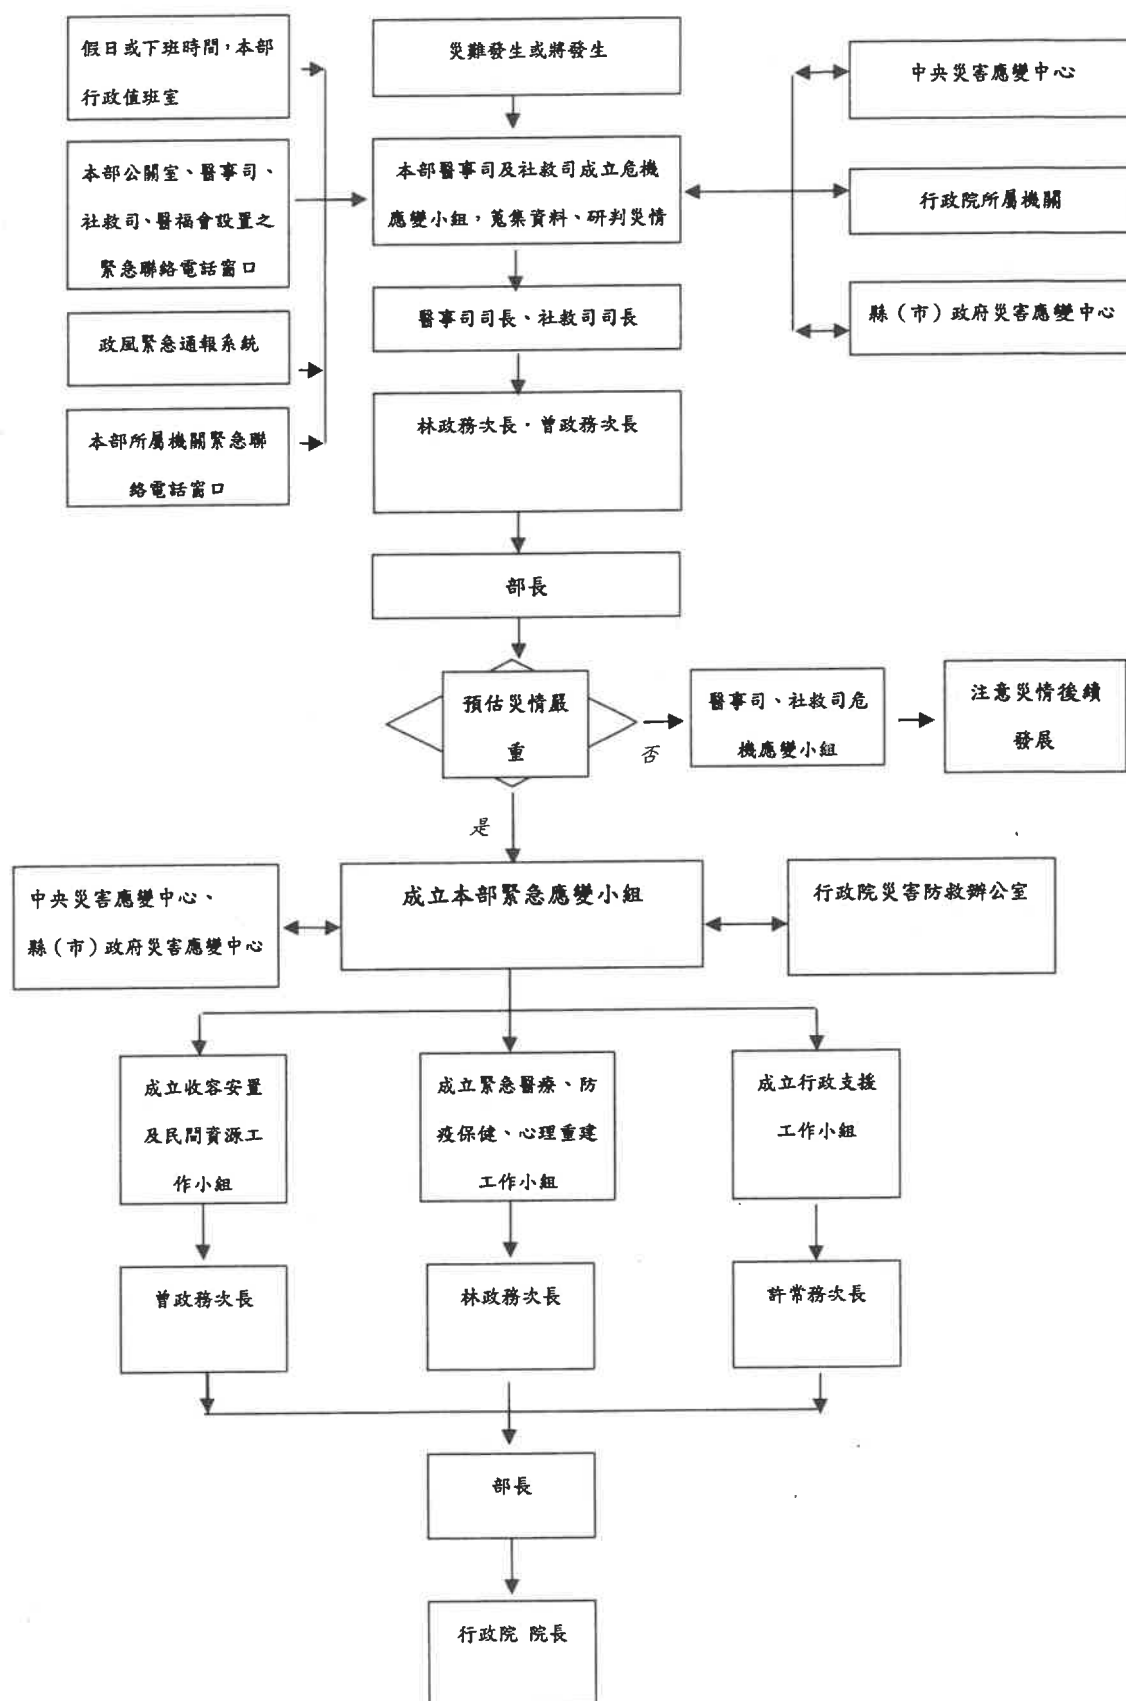 假日或下班時間，本部
行政值班室
災難發生或將發生
中央災害應變中心
本部公關室、醫事司、
社救司、醫福會設置之
緊急聯絡電話窗口
本部醫事司及社救司成立危機
應變小組，蒐集資料、研判災情
行政院所屬機關
政風緊急通報系統
醫事司司長、社救司司長
縣（市）政府災害應變中心
本部所屬機關緊急聯
絡電話窗口
林政務次長．曾政務次長
部長
預估災情嚴
重
否
醫事司、社救司危
機應變小組
注意災情後續
發展
是
中央災害應變中心、
縣（市）政府災害應變中心
成立本部緊急應變小組
行政院災害防救辦公室
成立收容安置
及民間資源工
作小組
成立緊急醫療、防
疫保健、心理重建
工作小組
成立行政支援
工作小組
曾政務次長
林政務次長
許常務次長
部長
行政院 院長